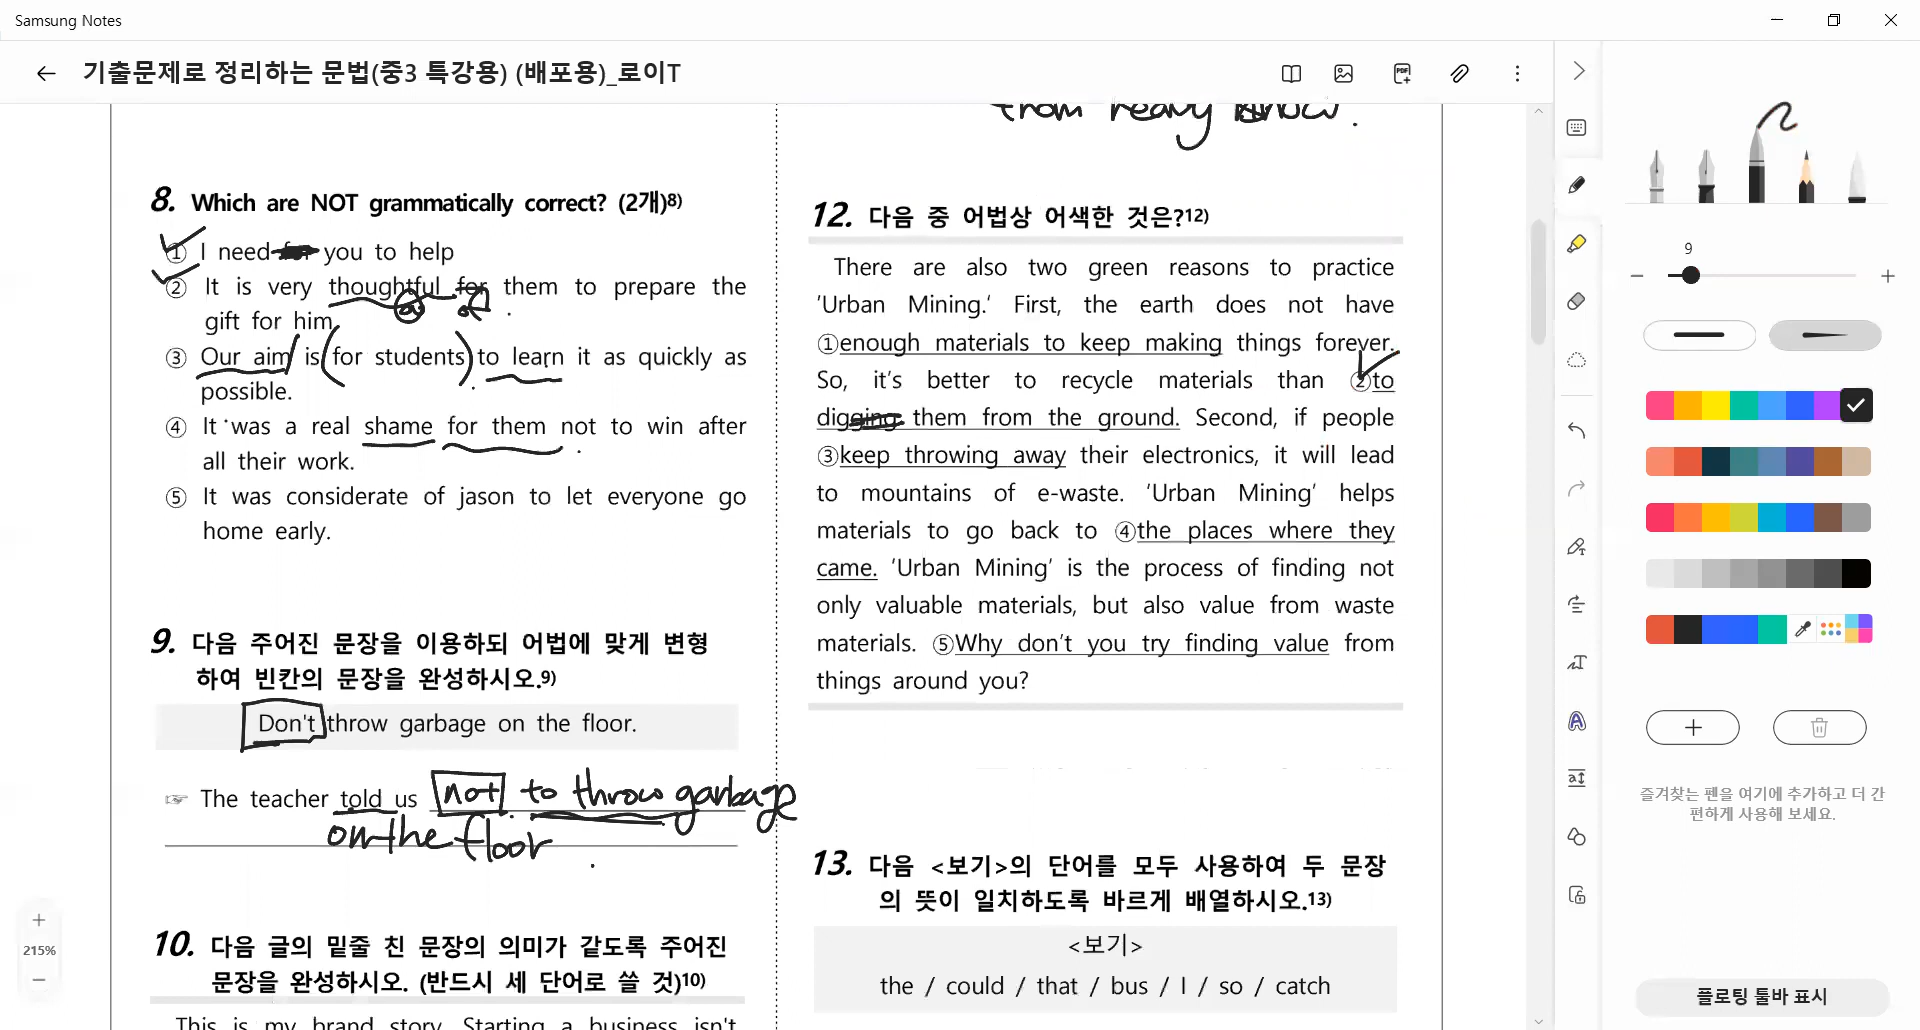 Samsung Notes
기출문제로 정리하는 문법(중3 특강용) (배포용)_로이T
from heavy
8. Which are NOT grammatically correct? (2개)8)
① I need for you to help
② It is very thoughtful for them to prepare the
of
gift for him.
③ Our aim is (for students) to learn it as quickly as
possible.
④ It was a real shame for them not to win after
all their work.
⑤ It was considerate of jason to let everyone go
home early.
9. 다음 주어진 문장을 이용하되 어법에 맞게 변형
하여 빈칸의 문장을 완성하시오.9)
Don't throw garbage on the floor.
☞ The teacher told us not to throw garbage
on the floor
10. 다음 글의 밑줄 친 문장의 의미가 같도록 주어진
문장을 완성하시오. (반드시 세 단어로 쓸 것)10)
This is my brand story. Starting a business isn't
12. 다음 중 어법상 어색한 것은?12)
There are also two green reasons to practice
'Urban Mining.' First, the earth does not have
①enough materials to keep making things forever.
So, it's better to recycle materials than ②to
digging them from the ground. Second, if people
③keep throwing away their electronics, it will lead
to mountains of e-waste. 'Urban Mining' helps
materials to go back to ④the places where they
came. 'Urban Mining' is the process of finding not
only valuable materials, but also value from waste
materials. ⑤Why don't you try finding value from
things around you?
13. 다음 <보기>의 단어를 모두 사용하여 두 문장
의 뜻이 일치하도록 바르게 배열하시오.13)
<보기>
the / could / that / bus / I / so / catch
215%
9
즐겨찾는 펜을 여기에 추가하고 더 간
편하게 사용해 보세요.
플로팅 툴바 표시